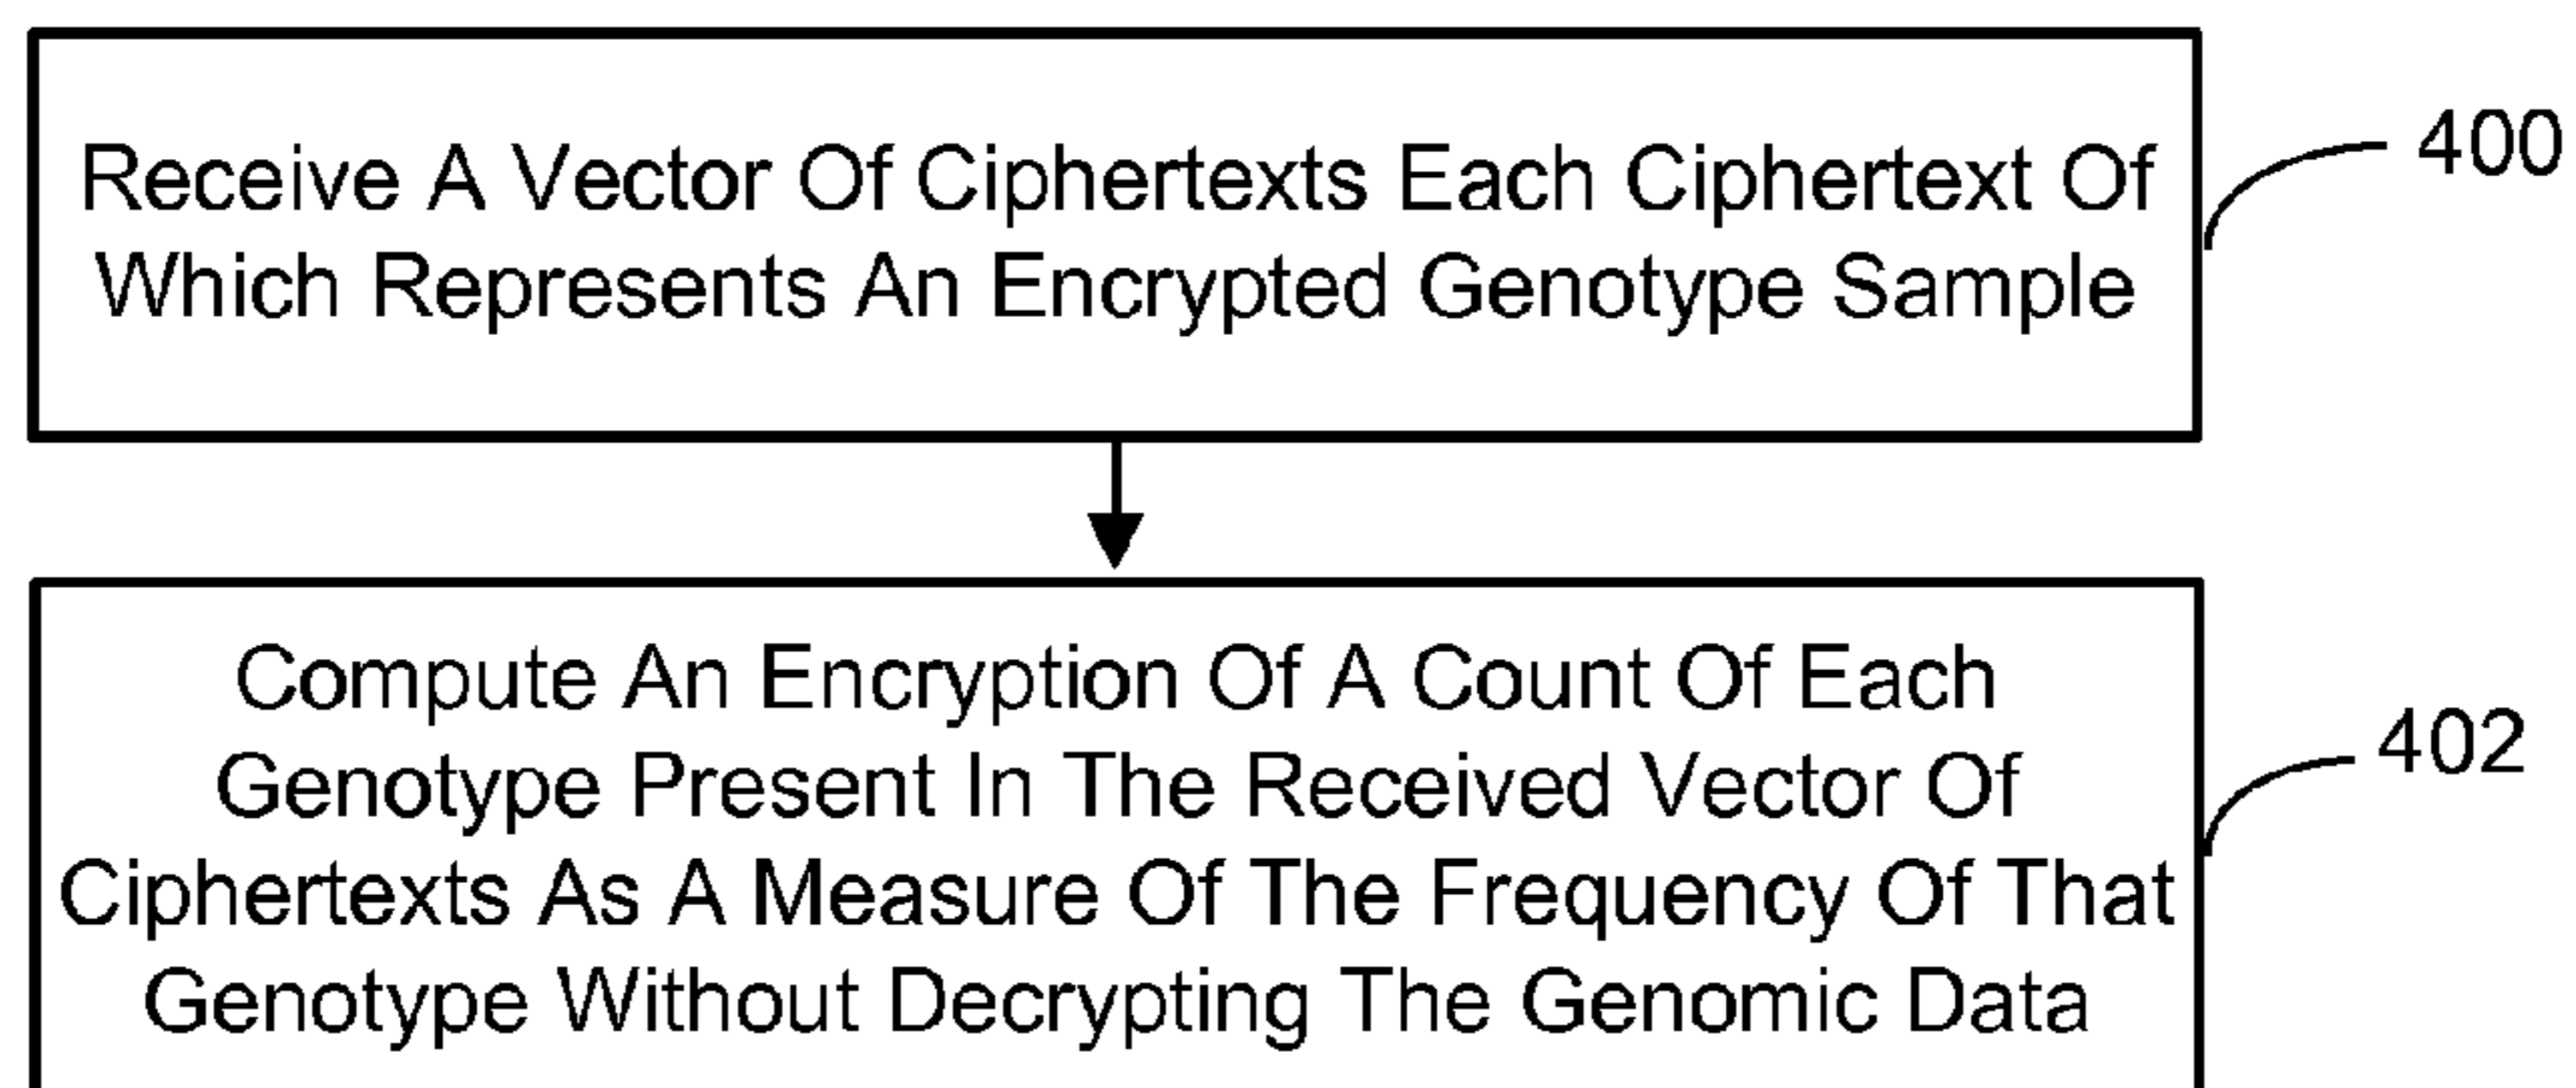 Receive A Vector Of Ciphertexts Each Ciphertext Of
Which Represents An Encrypted Genotype Sample
400
Compute An Encryption Of A Count Of Each
Genotype Present In The Received Vector Of
Ciphertexts As A Measure Of The Frequency Of That
Genotype Without Decrypting The Genomic Data
402